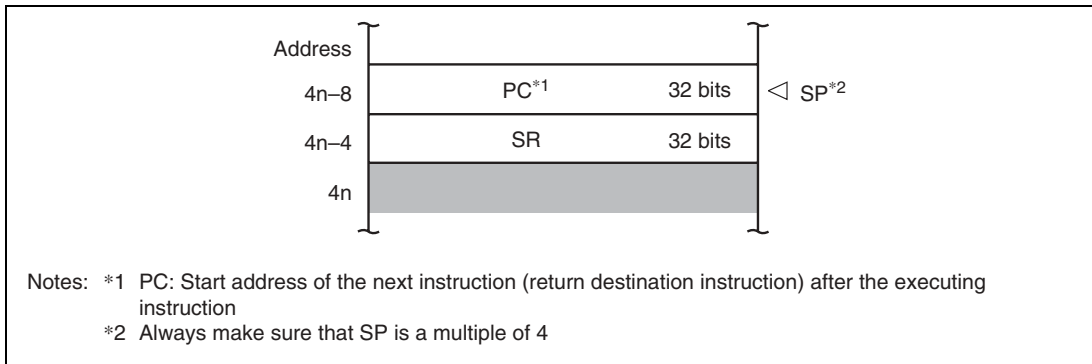 Address
4n–8 PC*1 32 bits SP*2
4n–4 SR 32 bits
4n
Notes: *1 PC: Start address of the next instruction (return destination instruction) after the executing
instruction
*2 Always make sure that SP is a multiple of 4